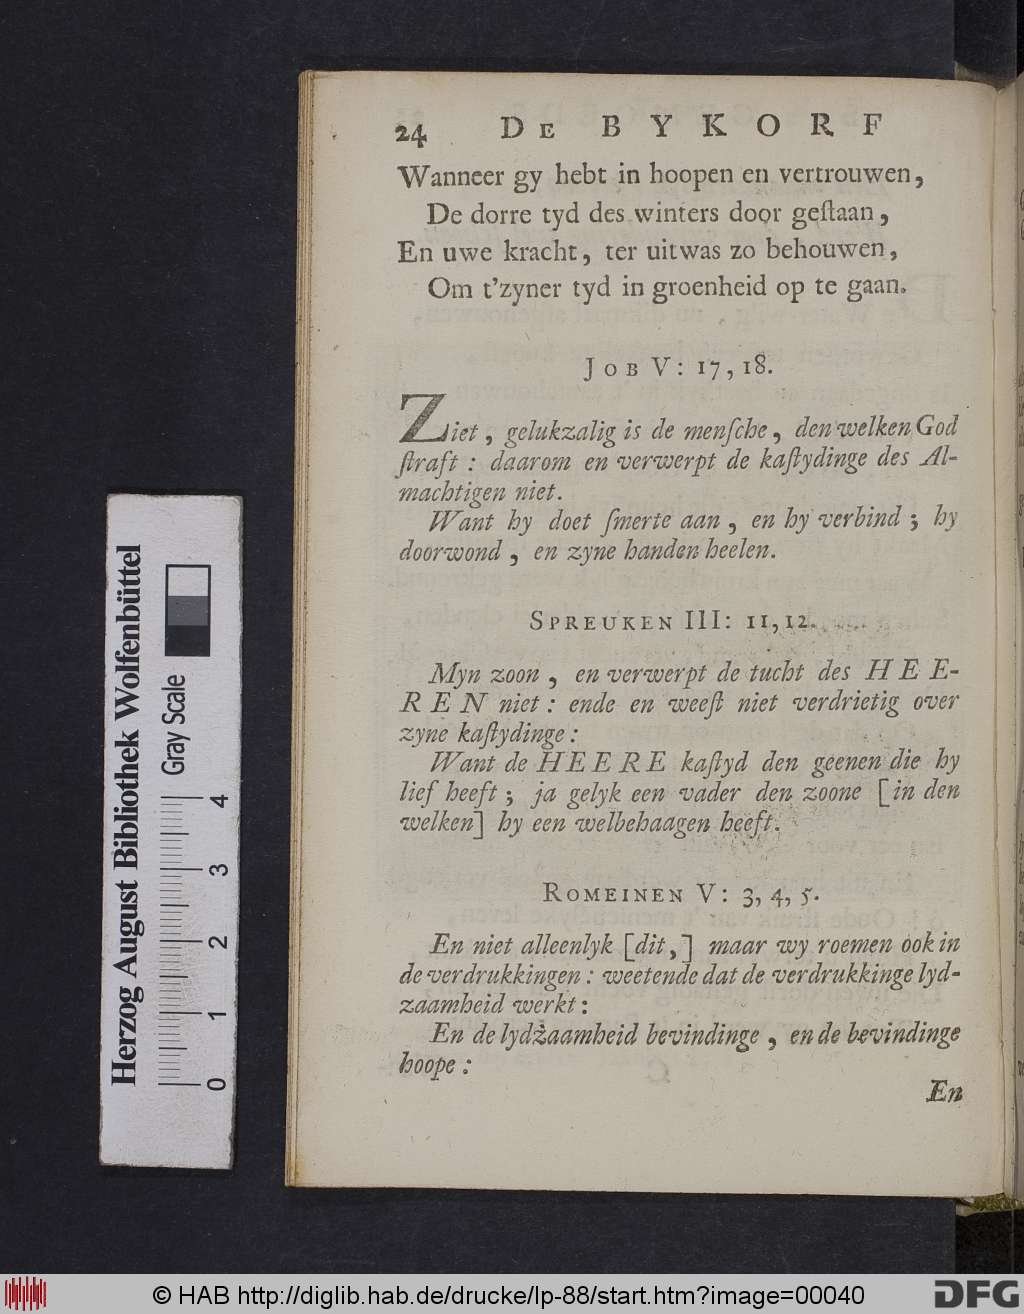 24 DE BYKORF
Wanneer gy hebt in hoopen en vertrouwen,
De dorre tyd des winters door geſtaan,
En uwe kracht, ter uitwas zo behouwen,
Om t'zyner tyd in groenheid op te gaan.
JOB V: 17, 18.
Ziet, gelukzalig is de menſche, den welken God
ſtraft: daarom en verwerpt de kaſtydinge des Al-
machtigen niet.
Want hy doet ſmerte aan, en hy verbind; hy
doorwond, en zyne handen heelen.
SPREUKEN III: 11, 12.
Myn zoon, en verwerpt de tucht des HEE-
REN niet: ende en weeſt niet verdrietig over
zyne kaſtydinge:
Want de HEERE kaſtyd den geenen die hy
lief heeft; ja gelyk een vader den zoone [in den
welken] hy een welbehaagen heeft.
ROMEINEN V: 3, 4, 5.
En niet alleenlyk [dit,] maar wy roemen ook in
de verdrukkingen: weetende dat de verdrukkinge lyd-
zaamheid werkt:
En de lydzaamheid bevindinge, en de bevindinge
hoope:
En
Herzog August Bibliothek Wolfenbüttel
Gray Scale
0 1 2 3 4
© HAB http://diglib.hab.de/drucke/lp-88/start.htm?image=00040
DFG